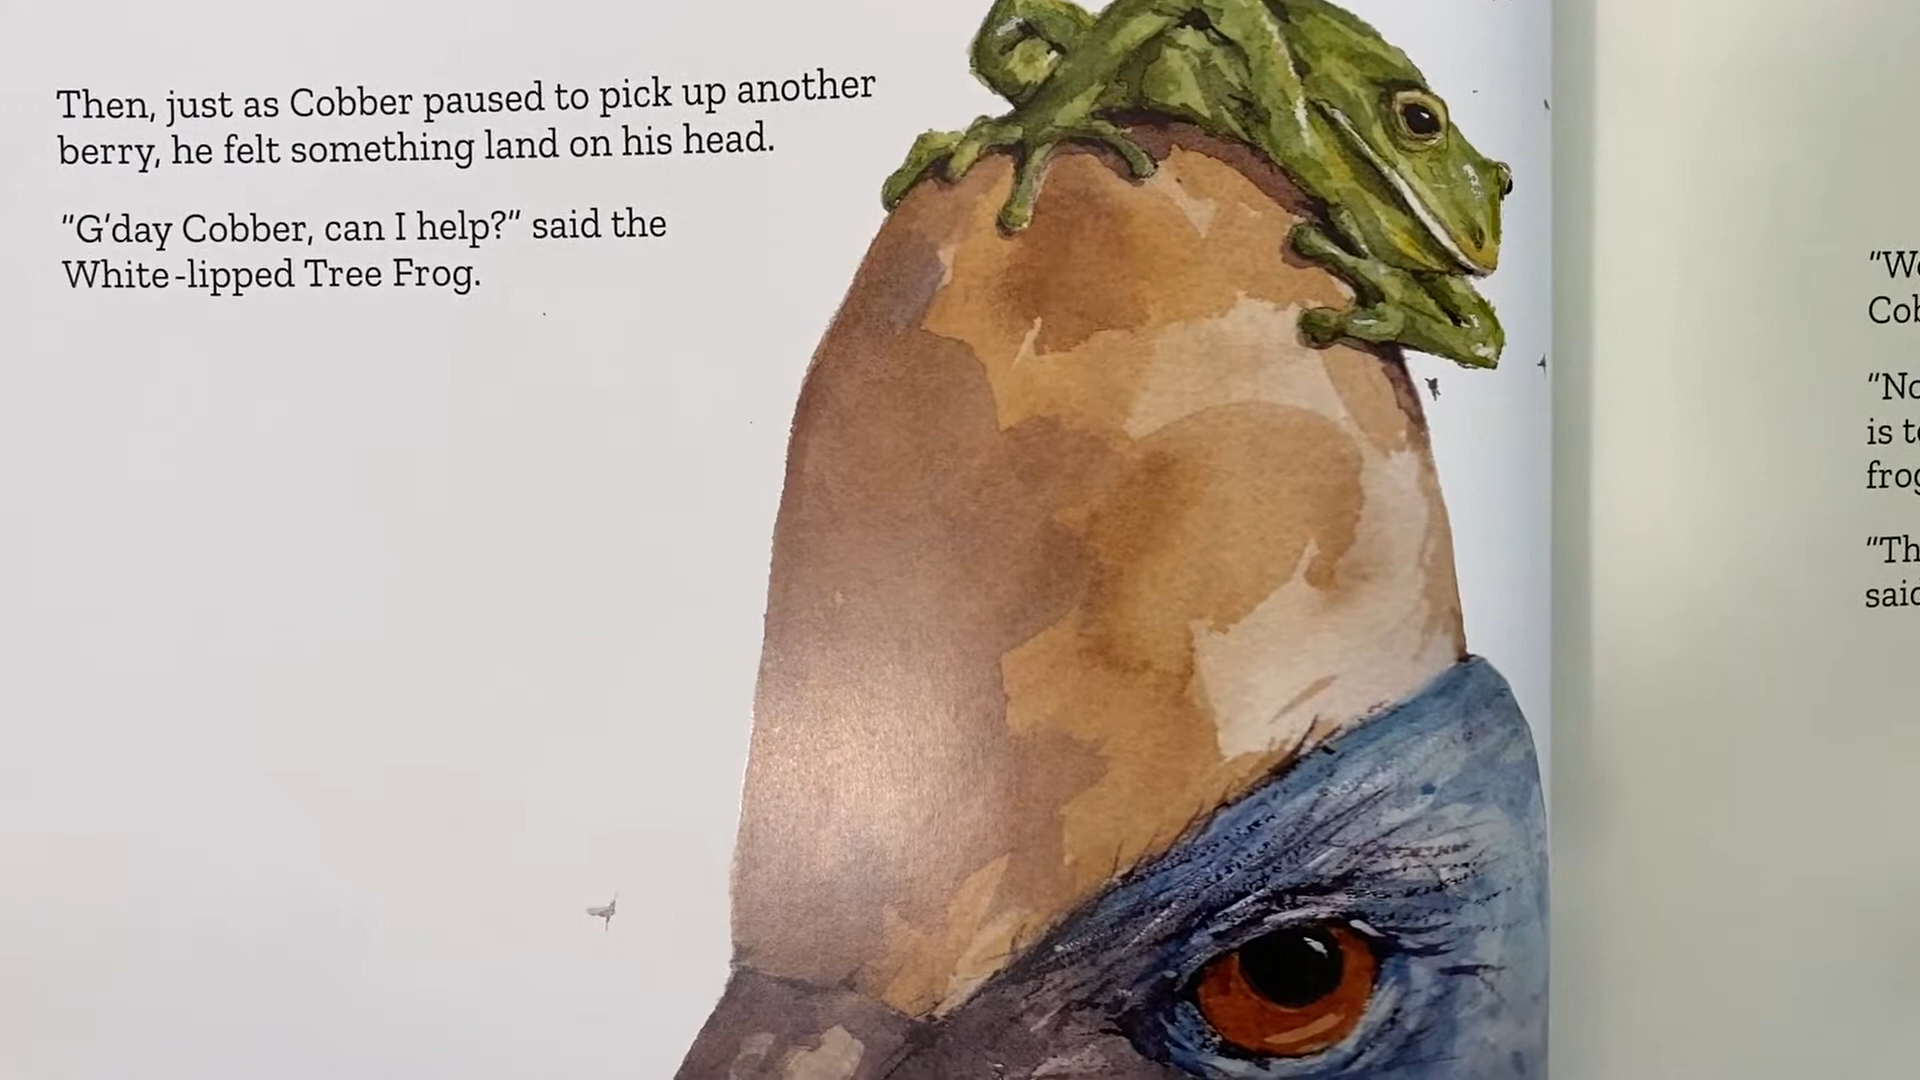 Then, just as Cobber paused to pick up another
berry, he felt something land on his head.
"G'day Cobber, can I help?" said the
White-lipped Tree Frog.
is